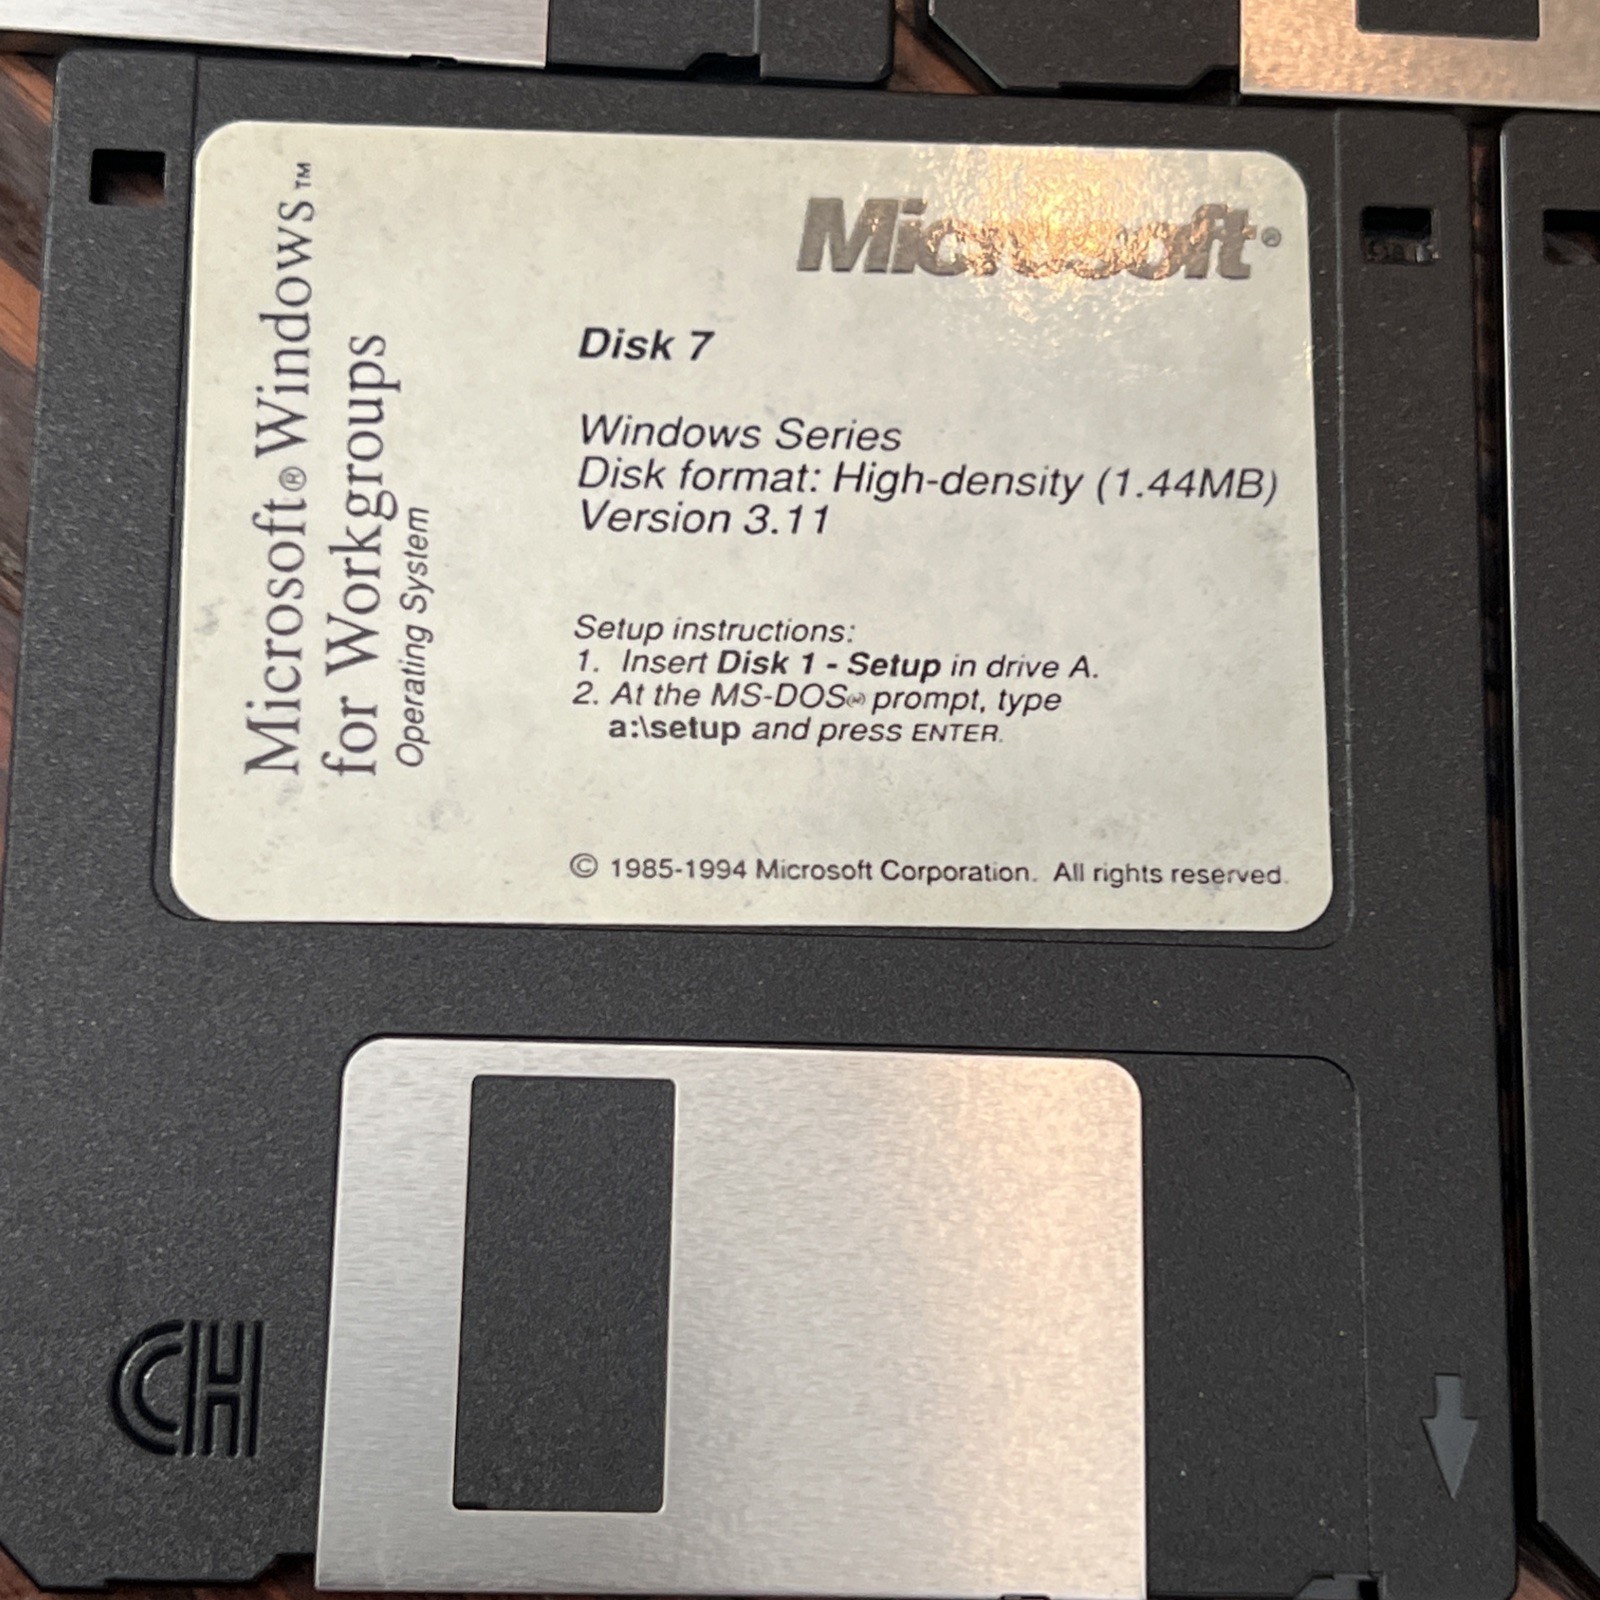 Microsoft® Windows™
for Workgroups
Operating System
Microsoft®
Disk 7
Windows Series
Disk format: High-density (1.44MB)
Version 3.11
Setup instructions:
1. Insert Disk 1 - Setup in drive A.
2. At the MS-DOS® prompt, type
a:\setup and press ENTER.
© 1985-1994 Microsoft Corporation. All rights reserved.
CH